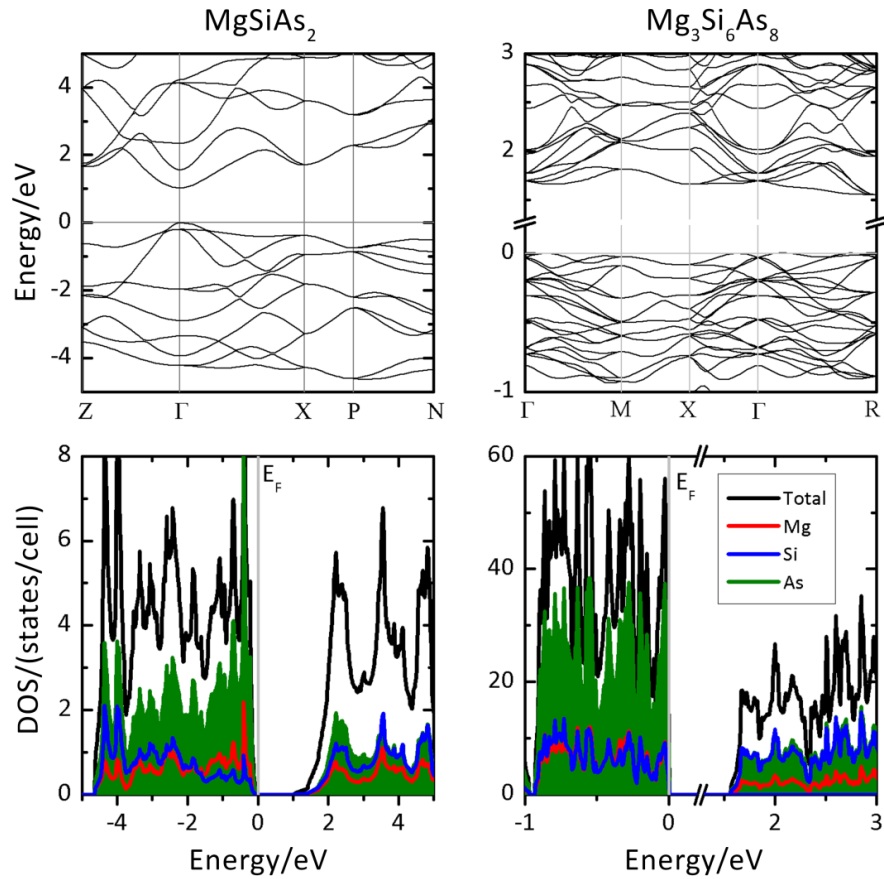 MgSiAs₂
Mg₃Si₆As₈
Energy/eV
4
2
0
-2
-4
Z Γ X P N
3
2
0
-1
Γ M X Γ R
DOS/(states/cell)
8
6
4
2
0
E_F
-4 -2 0 2 4
Energy/eV
60
40
20
0
E_F
Total
Mg
Si
As
-1 0 2 3
Energy/eV